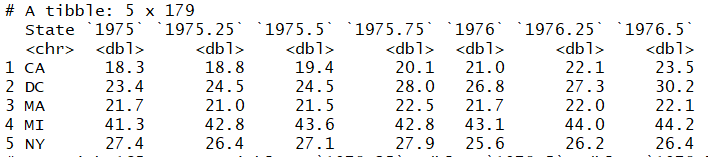 # A tibble: 5 x 179
State `1975` `1975.25` `1975.5` `1975.75` `1976` `1976.25` `1976.5`
<chr> <dbl> <dbl> <dbl> <dbl> <dbl> <dbl> <dbl>
1 CA 18.3 18.8 19.4 20.1 21.0 22.1 23.5
2 DC 23.4 24.5 24.5 28.0 26.8 27.3 30.2
3 MA 21.7 21.0 21.5 22.5 21.7 22.0 22.1
4 MI 41.3 42.8 43.6 42.8 43.1 44.0 44.2
5 NY 27.4 26.4 27.1 27.9 25.6 26.2 26.4